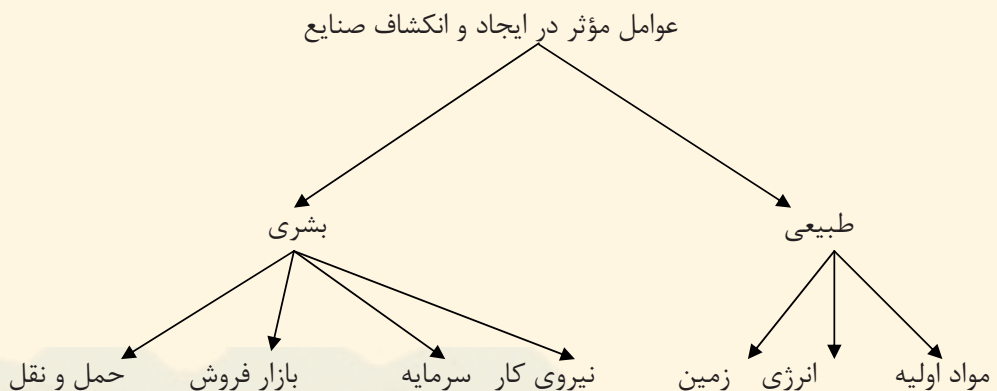 عوامل مؤثر در ایجاد و انکشاف صنایع
طبیعی بشری
مواد اولیه انرژی زمین نیروی کار سرمایه بازار فروش حمل و نقل